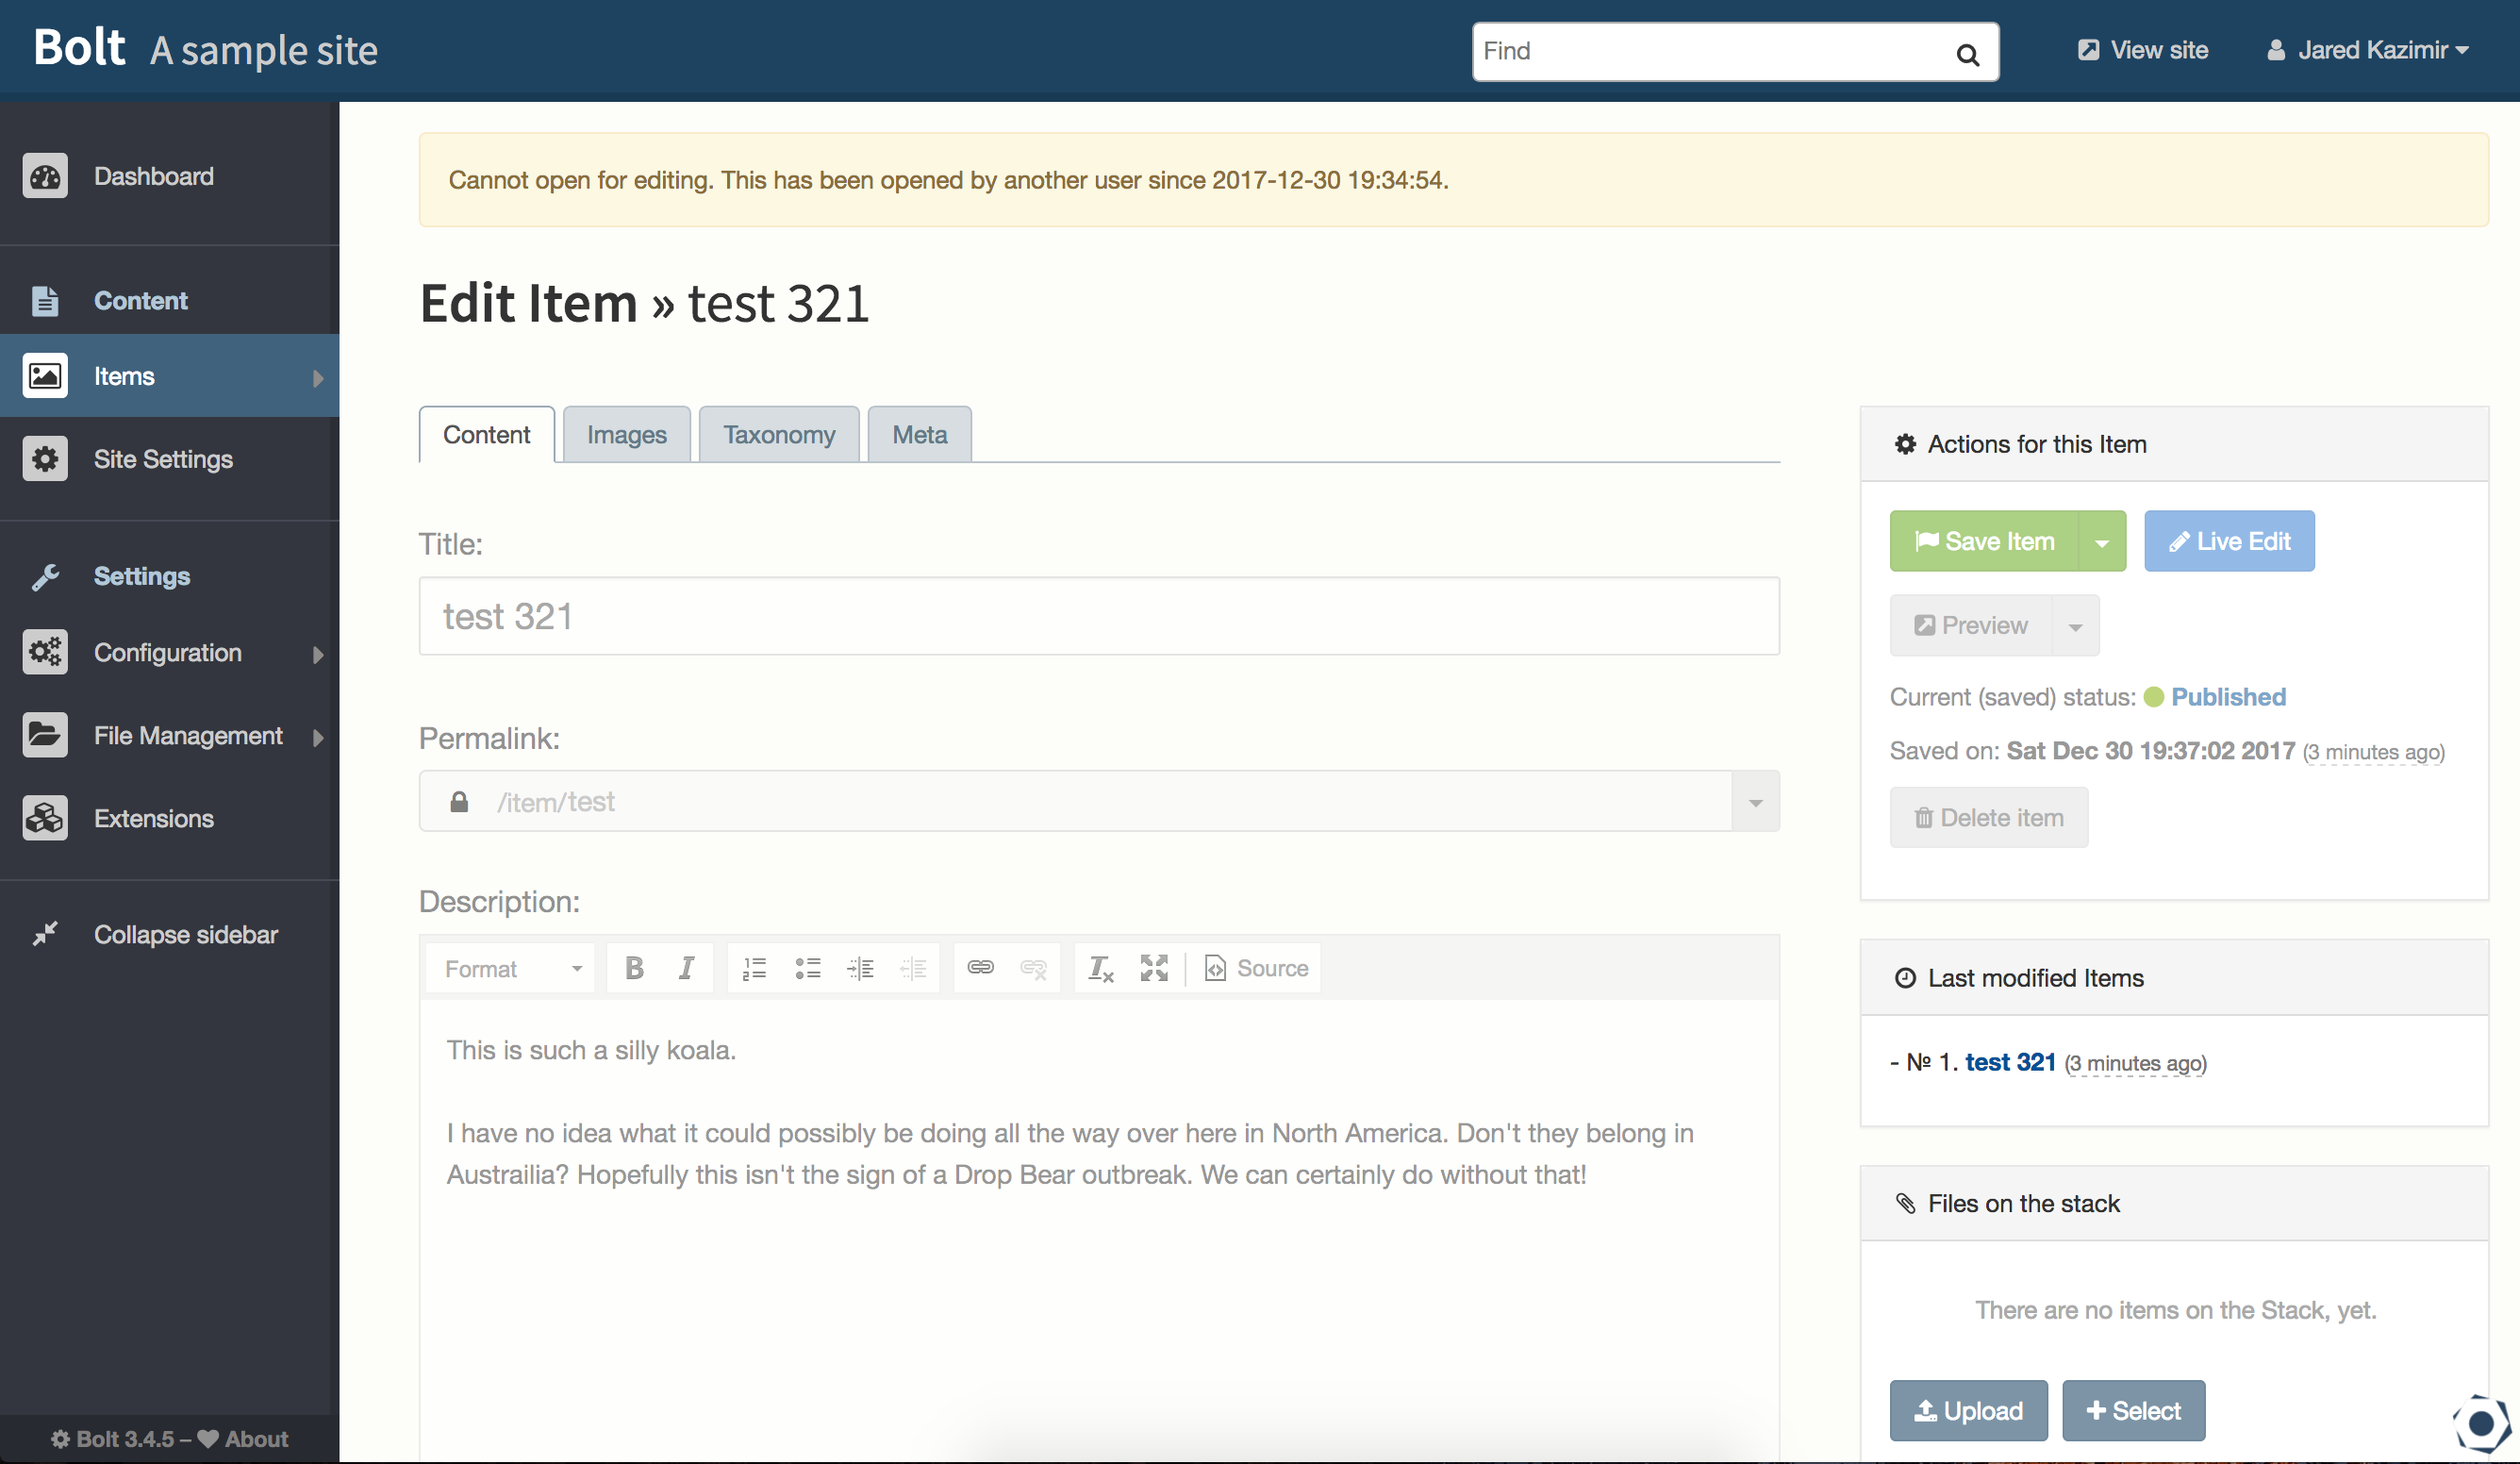 Bolt A sample site
Find
View site
Jared Kazimir
Dashboard
Content
Items
Site Settings
Settings
Configuration
File Management
Extensions
Collapse sidebar
Bolt 3.4.5 – About
Cannot open for editing. This has been opened by another user since 2017-12-30 19:34:54.
Edit Item » test 321
Content Images Taxonomy Meta
Title:
test 321
Permalink:
/item/test
Description:
Format B I Source
This is such a silly koala.
I have no idea what it could possibly be doing all the way over here in North America. Don't they belong in
Austrailia? Hopefully this isn't the sign of a Drop Bear outbreak. We can certainly do without that!
Actions for this Item
Save Item Live Edit
Preview
Current (saved) status: Published
Saved on: Sat Dec 30 19:37:02 2017 (3 minutes ago)
Delete item
Last modified Items
- № 1. test 321 (3 minutes ago)
Files on the stack
There are no items on the Stack, yet.
Upload Select